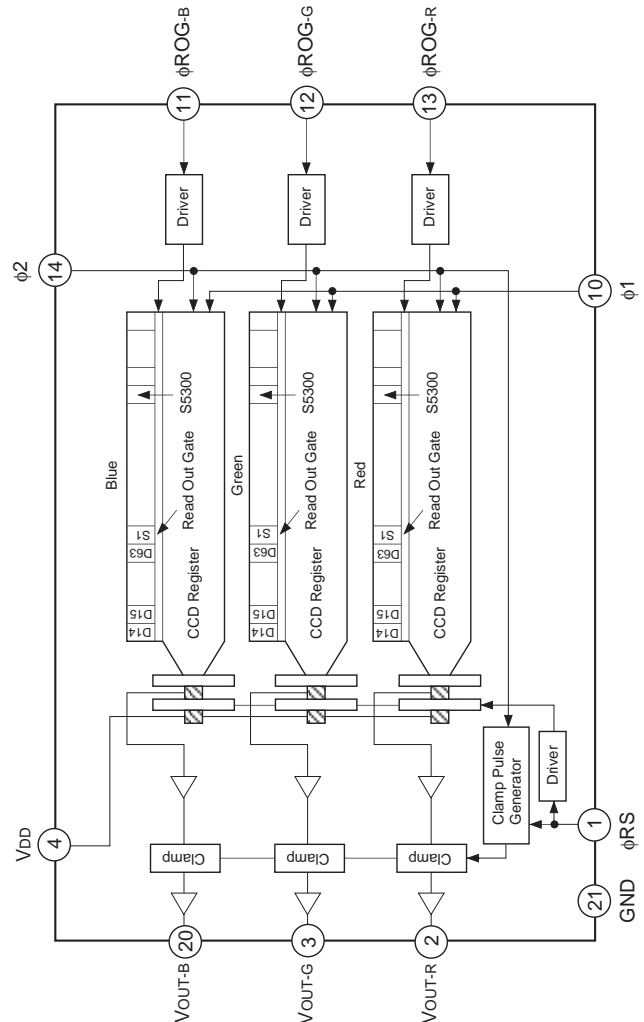 φROG-B
φROG-G
φROG-R
11
12
13
Driver
Driver
Driver
φ2
14
10
φ1
Blue
D14
D15
D63
S1
S5300
Read Out Gate
CCD Register
Green
D14
D15
D63
S1
S5300
Read Out Gate
CCD Register
Red
D14
D15
D63
S1
S5300
Read Out Gate
CCD Register
VDD
4
Clamp Pulse
Generator
Driver
Clamp
Clamp
Clamp
1
φRS
21
GND
20
3
2
VOUT-B
VOUT-G
VOUT-R